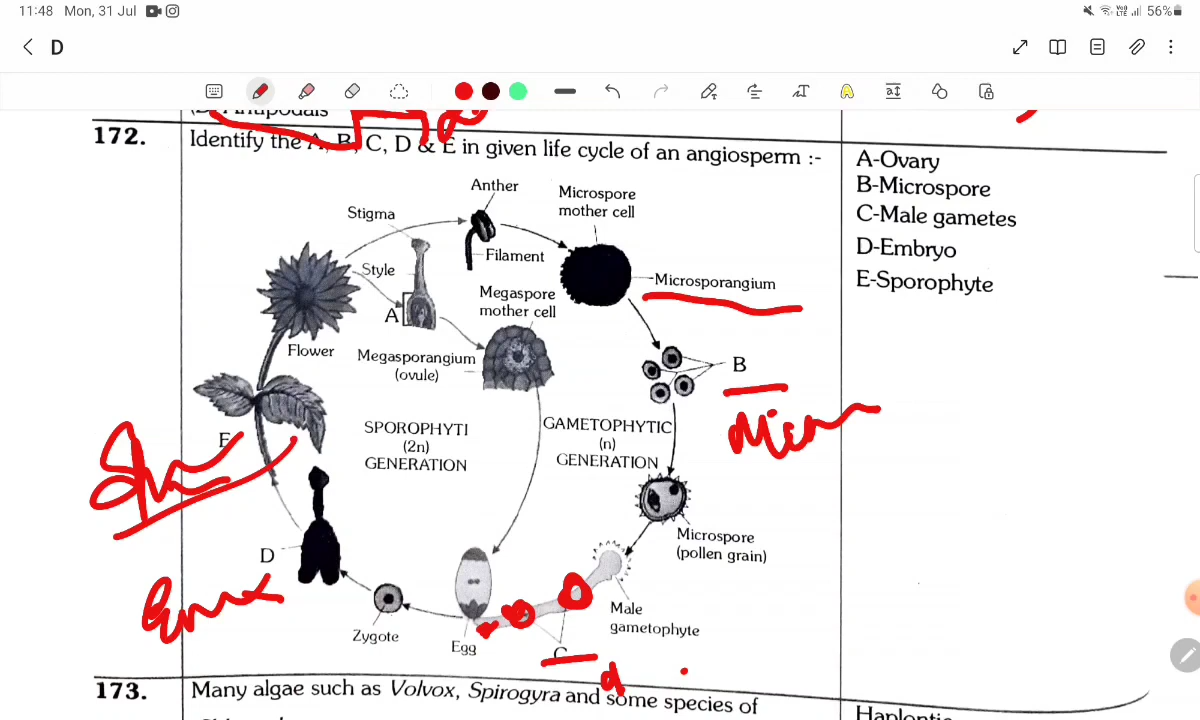 11:48 Mon, 31 Jul
56%
D
172.
Identify the A, B, C, D & E in given life cycle of an angiosperm :-
A-Ovary
B-Microspore
C-Male gametes
D-Embryo
E-Sporophyte
Anther
Microspore
mother cell
Stigma
Filament
Style
Microsporangium
Megaspore
mother cell
A
Flower
Megasporangium
(ovule)
B
SPOROPHYTI
(2n)
GENERATION
GAMETOPHYTIC
(n)
GENERATION
E
Microspore
(pollen grain)
D
Male
gametophyte
Zygote
Egg
C
173.
Many algae such as Volvox, Spirogyra and some species of